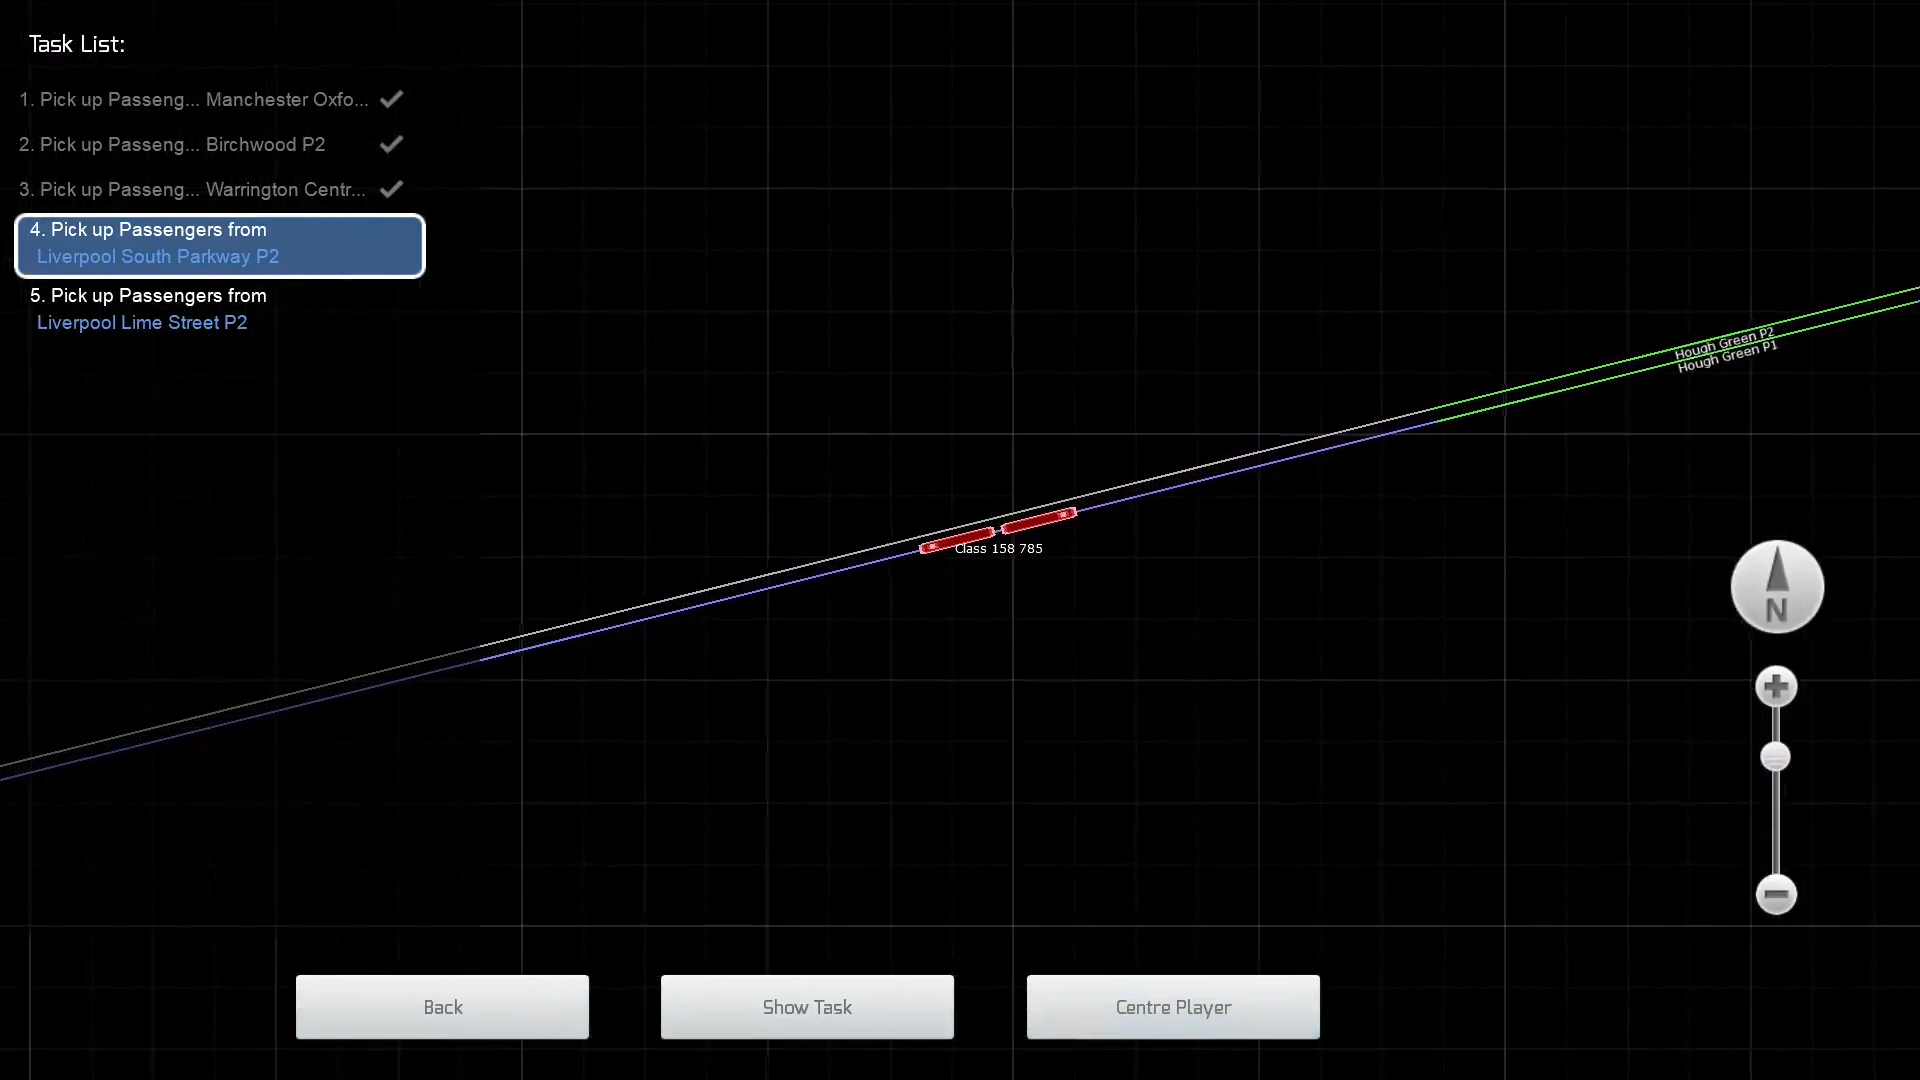 Task List:
1. Pick up Passeng... Manchester Oxfo...
2. Pick up Passeng... Birchwood P2
3. Pick up Passeng... Warrington Centr...
4. Pick up Passengers from
Liverpool South Parkway P2
5. Pick up Passengers from
Liverpool Lime Street P2
Hough Green P2
Hough Green P1
Class 158 785
N
Back
Show Task
Centre Player